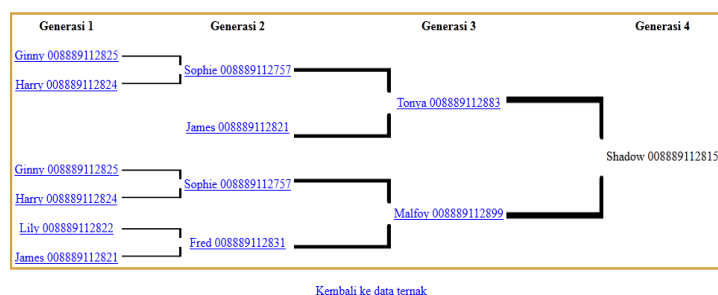 Generasi 1 Generasi 2 Generasi 3 Generasi 4
Ginny 008889112825
Sophie 008889112757
Harry 008889112824
Tonya 008889112883
James 008889112821
Shadow 008889112815
Ginny 008889112825
Sophie 008889112757
Harry 008889112824
Malfoy 008889112899
Lily 008889112822
Fred 008889112831
James 008889112821
Kembali ke data ternak